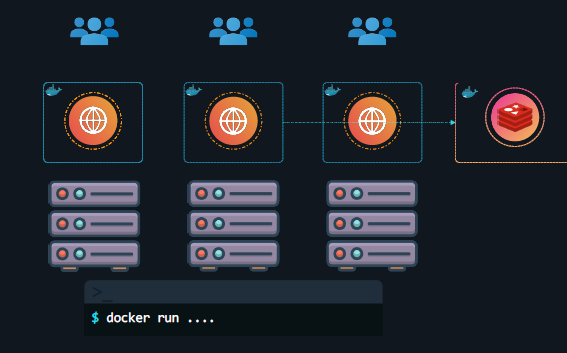 >_
$ docker run ....